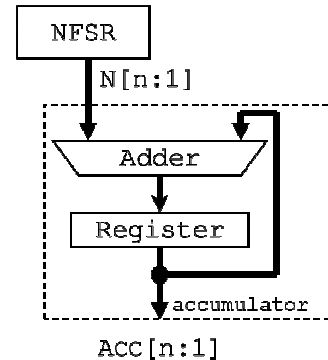 NFSR
N[n:1]
Adder
Register
accumulator
ACC[n:1]